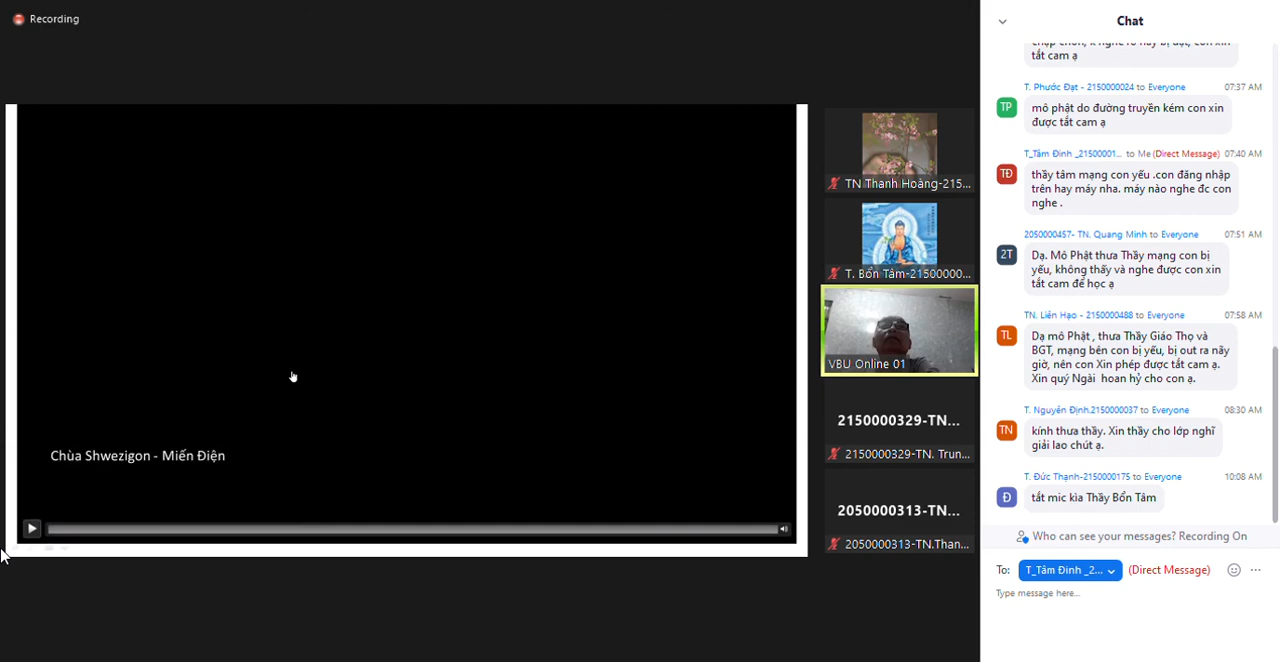 Recording
Chùa Shwezigon - Miến Điện
TN Thanh Hoàng-215...
T. Bổn Tâm-21500000...
VBU Online 01
2150000329-TN...
2150000329-TN. Trun...
2050000313-TN...
2050000313-TN.Than...
Chat
tắt cam ạ
T. Phước Đạt - 2150000024 to Everyone 07:37 AM
TP
mô phật do đường truyền kém con xin
được tắt cam ạ
T_Tâm Đinh _21500001... to Me (Direct Message) 07:40 AM
TĐ
thầy tâm mạng con yếu .con đăng nhập
trên hay máy nha. máy nào nghe đc con
nghe .
2050000457- TN. Quang Minh to Everyone 07:51 AM
2T
Dạ. Mô Phật thưa Thầy mạng con bị
yếu, không thấy và nghe được con xin
tắt cam để học ạ
TN. Liên Hạo - 2150000488 to Everyone 07:58 AM
TL
Dạ mô Phật , thưa Thầy Giáo Thọ và
BGT, mạng bên con bị yếu, bị out ra nãy
giờ, nên con Xin phép được tắt cam ạ.
Xin quý Ngài hoan hỷ cho con ạ.
T. Nguyên Định.2150000037 to Everyone 08:30 AM
TN
kính thưa thầy. Xin thầy cho lớp nghĩ
giải lao chút ạ.
T. Đức Thạnh-2150000175 to Everyone 10:08 AM
Đ
tắt mic kìa Thầy Bổn Tâm
Who can see your messages? Recording On
To: T_Tâm Đinh _2... (Direct Message)
Type message here...